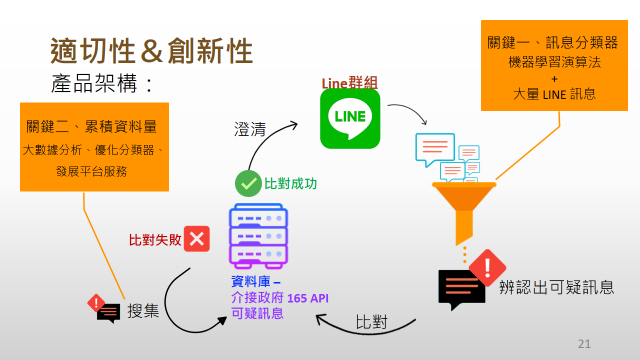 適切性＆創新性
產品架構：
關鍵一、訊息分類器
機器學習演算法
+
大量 LINE 訊息
Line群組
LINE
關鍵二、累積資料量
大數據分析、優化分類器、
發展平台服務
澄清
比對成功
比對失敗
資料庫 –
介接政府 165 API
可疑訊息
搜集
比對
辨認出可疑訊息
21